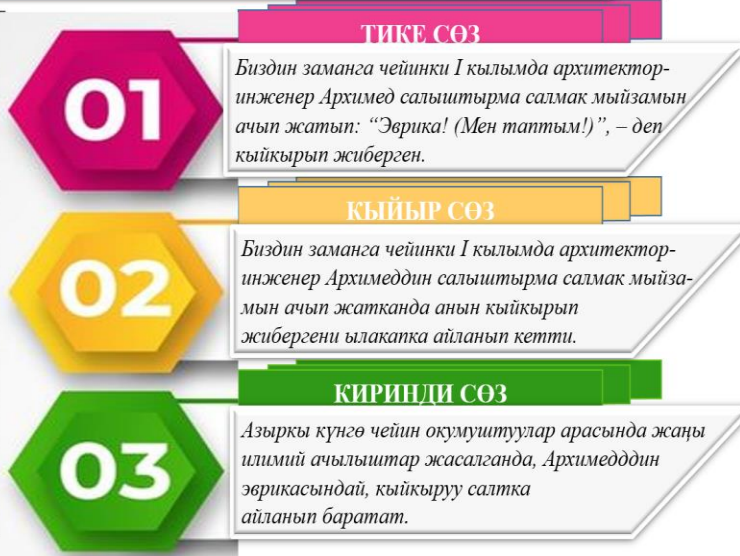 01
ТИКЕ СӨЗ
Биздин заманга чейинки I кылымда архитектор-
инженер Архимед салыштырма салмак мыйзамын
ачып жатып: “Эврика! (Мен таптым!)”, – деп
кыйкырып жиберген.
02
КЫЙЫР СӨЗ
Биздин заманга чейинки I кылымда архитектор-
инженер Архимеддин салыштырма салмак мыйза-
мын ачып жатканда анын кыйкырып
жибергени ылакапка айланып кетти.
03
КИРИНДИ СӨЗ
Азыркы күнгө чейин окумуштуулар арасында жаңы
илимий ачылыштар жасалганда, Архимедддин
эврикасындай, кыйкыруу салтка
айланып баратат.